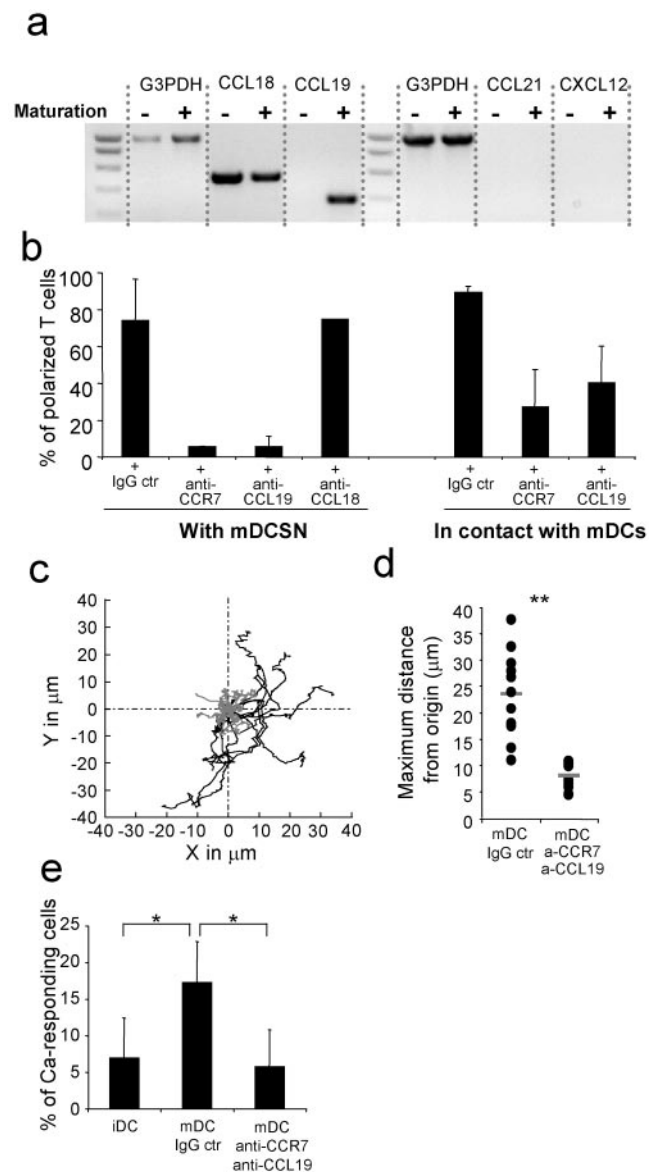 a
G3PDH CCL18 CCL19 G3PDH CCL21 CXCL12
Maturation - + - + - + - + - + - +
b
% of polarized T cells
100
80
60
40
20
0
+ + + + + + +
IgG ctr anti-CCR7 anti-CCL19 anti-CCL18 IgG ctr anti-CCR7 anti-CCL19
With mDCSN In contact with mDCs
c
Y in µm
40
30
20
10
0
-10
-20
-30
-40
-40 -30 -20 -10 0 10 20 30 40
X in µm
d
**
Maximum distance
from origin (µm)
40
35
30
25
20
15
10
5
0
mDC mDC
IgG ctr a-CCR7
a-CCL19
e
* *
% of Ca-responding cells
25
20
15
10
5
0
iDC mDC mDC
IgG ctr anti-CCR7
anti-CCL19